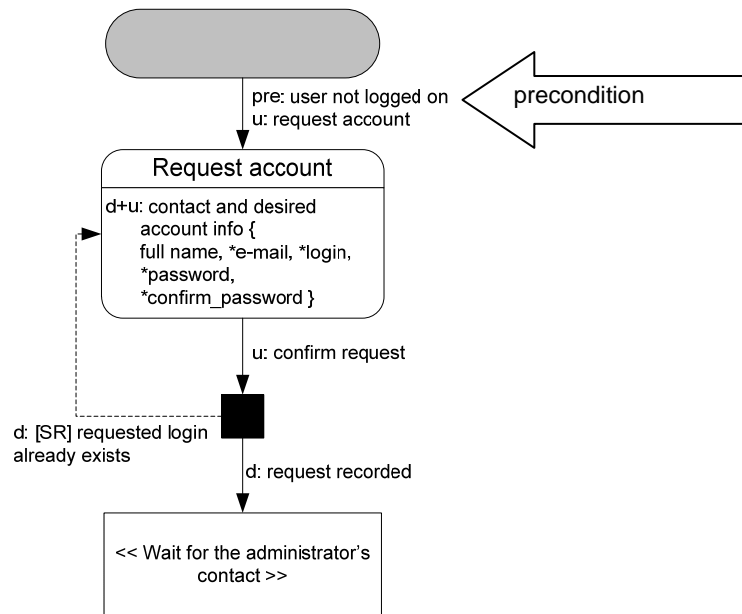 pre: user not logged on
u: request account
precondition
Request account
d+u: contact and desired
account info {
full name, *e-mail, *login,
*password,
*confirm_password }
u: confirm request
d: [SR] requested login
already exists
d: request recorded
<< Wait for the administrator's
contact >>